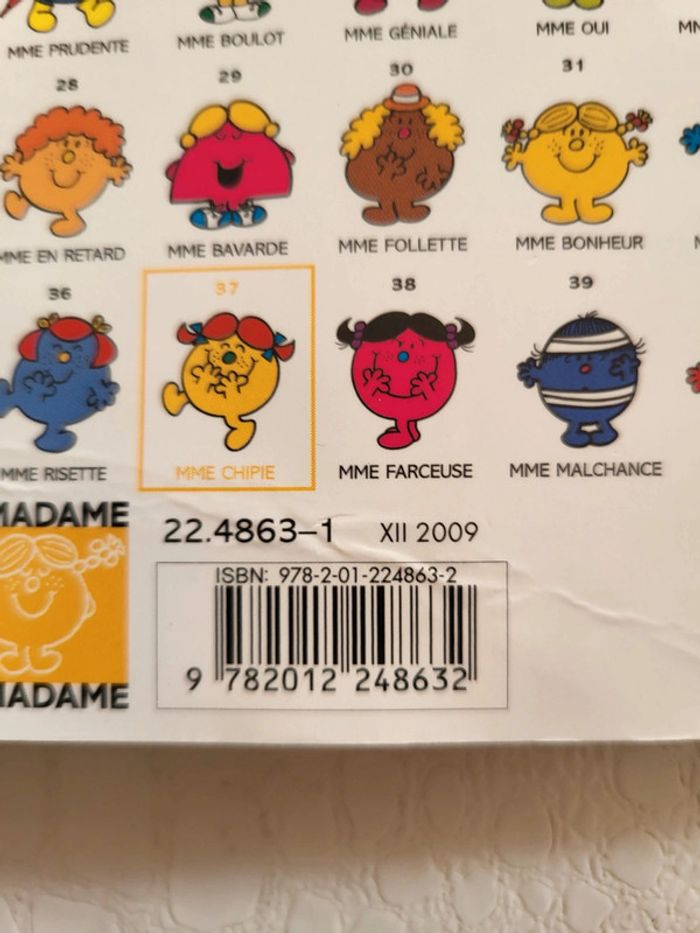 MME PRUDENTE MME BOULOT MME GÉNIALE MME OUI
28 29 30 31
MME EN RETARD MME BAVARDE MME FOLLETTE MME BONHEUR
36 37 38 39
MME RISETTE MME CHIPIE MME FARCEUSE MME MALCHANCE
MADAME
22.4863–1 XII 2009
ISBN: 978-2-01-224863-2
9 782012 248632
MADAME